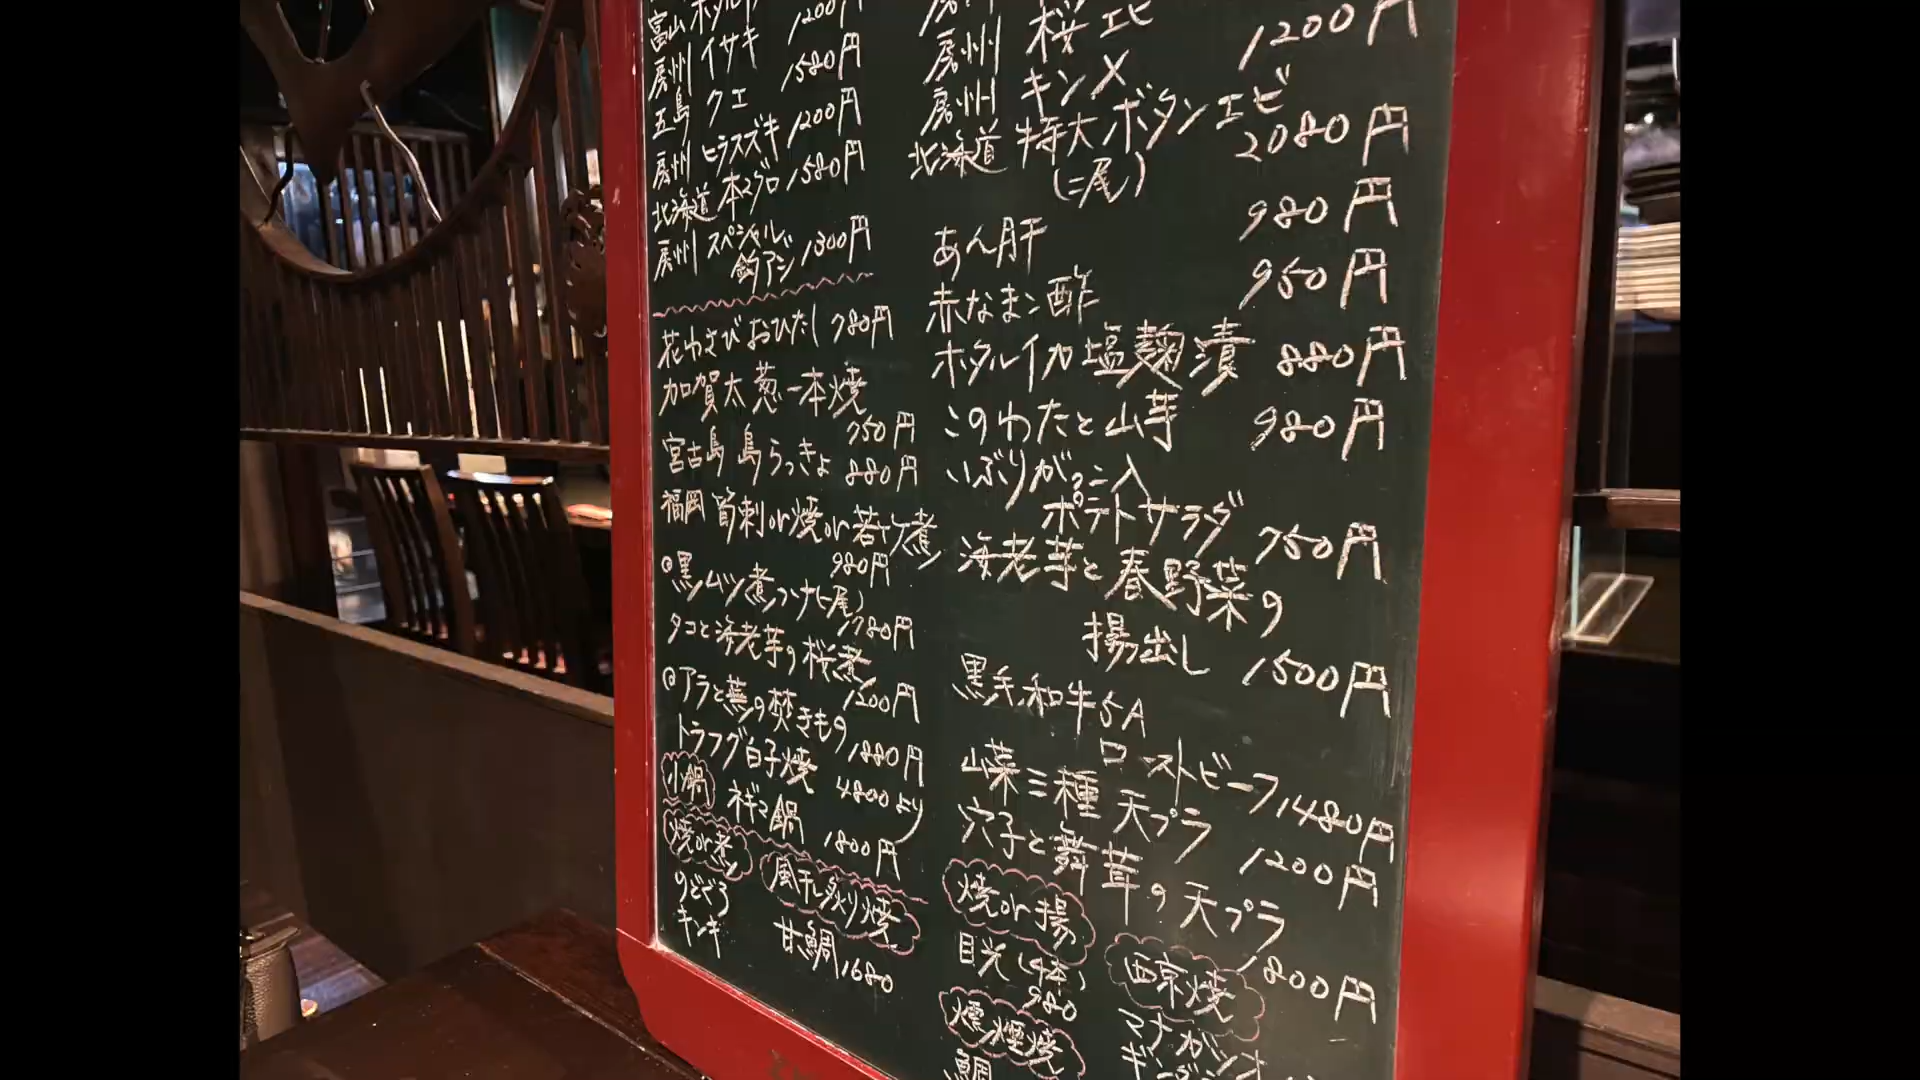 富山 ホタルイカ 1200円
房州 イサキ 1580円
五島 クエ 1200円
房州 ヒラスズキ
北海道 本マグロ 1580円
房州 スペシャル
釣アジ 1300円
花わさびおひたし 780円
加賀太葱一本焼
750円
宮古島 島らっきょ 880円
福岡 筍刺or焼or若竹煮
980円
◎黒ムツ煮つけ(一尾)
1780円
タコと海老芋の桜煮
1200円
◎アラと蕪の焚きもの
1880円
トラフグ白子焼
4800より
小鍋
ネギマ鍋
1800円
焼or煮
のどぐろ
キンキ
風干し炙り焼
甘鯛 1680
房州 桜エビ 1200円
房州 キンメ
北海道 特大ボタンエビ
(二尾) 2080円
あん肝 980円
赤なまこ酢 950円
ホタルイカ塩麹漬 880円
このわたと山芋 980円
いぶりがっこ入
ポテトサラダ 750円
海老芋と春野菜の
揚出し 1500円
黒毛和牛5A
ローストビーフ 1480円
山菜三種 天プラ 1200円
穴子と舞茸の天プラ
1800円
焼or揚
目光(4本)
980
燻煙焼
鯛
西京焼
マナガツオ